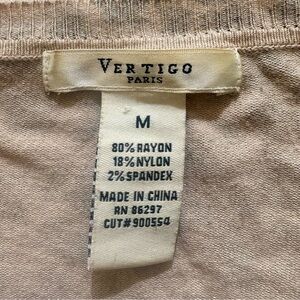 VERTIGO
PARIS
M
80% RAYON
18% NYLON
2% SPANDEX
MADE IN CHINA
RN 86297
CUT#900554